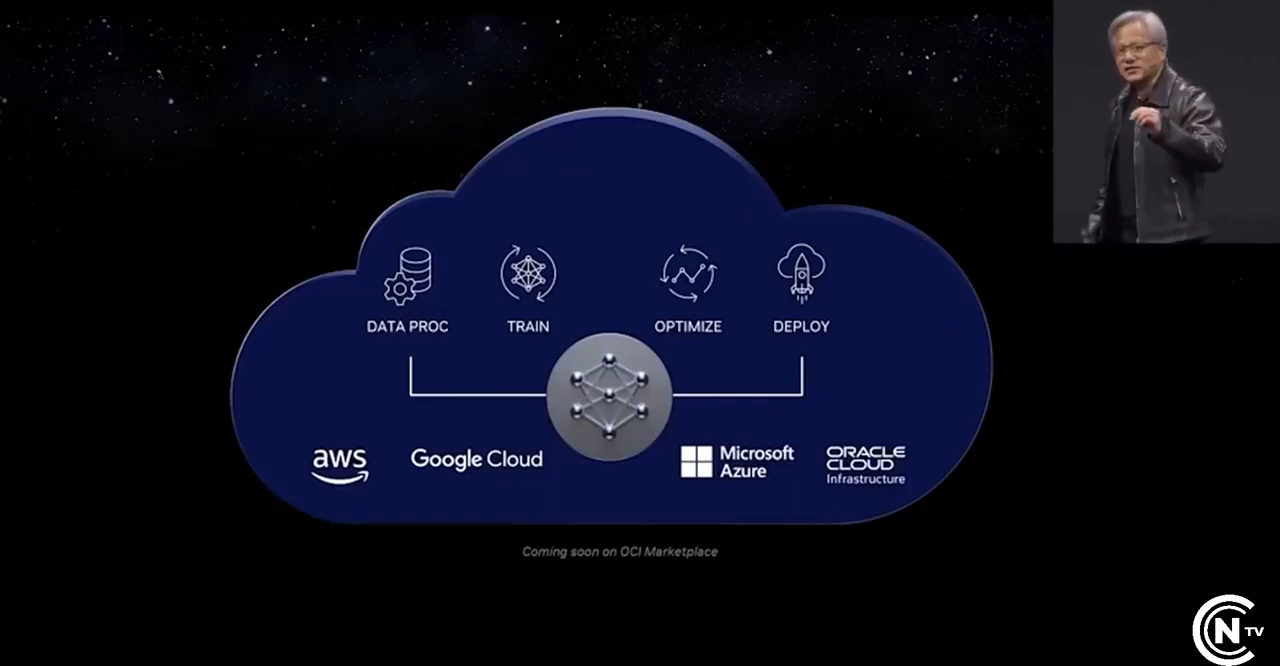 DATA PROC
TRAIN
OPTIMIZE
DEPLOY
aws
Google Cloud
Microsoft
Azure
ORACLE
CLOUD
Infrastructure
Coming soon on OCI Marketplace
CN TV